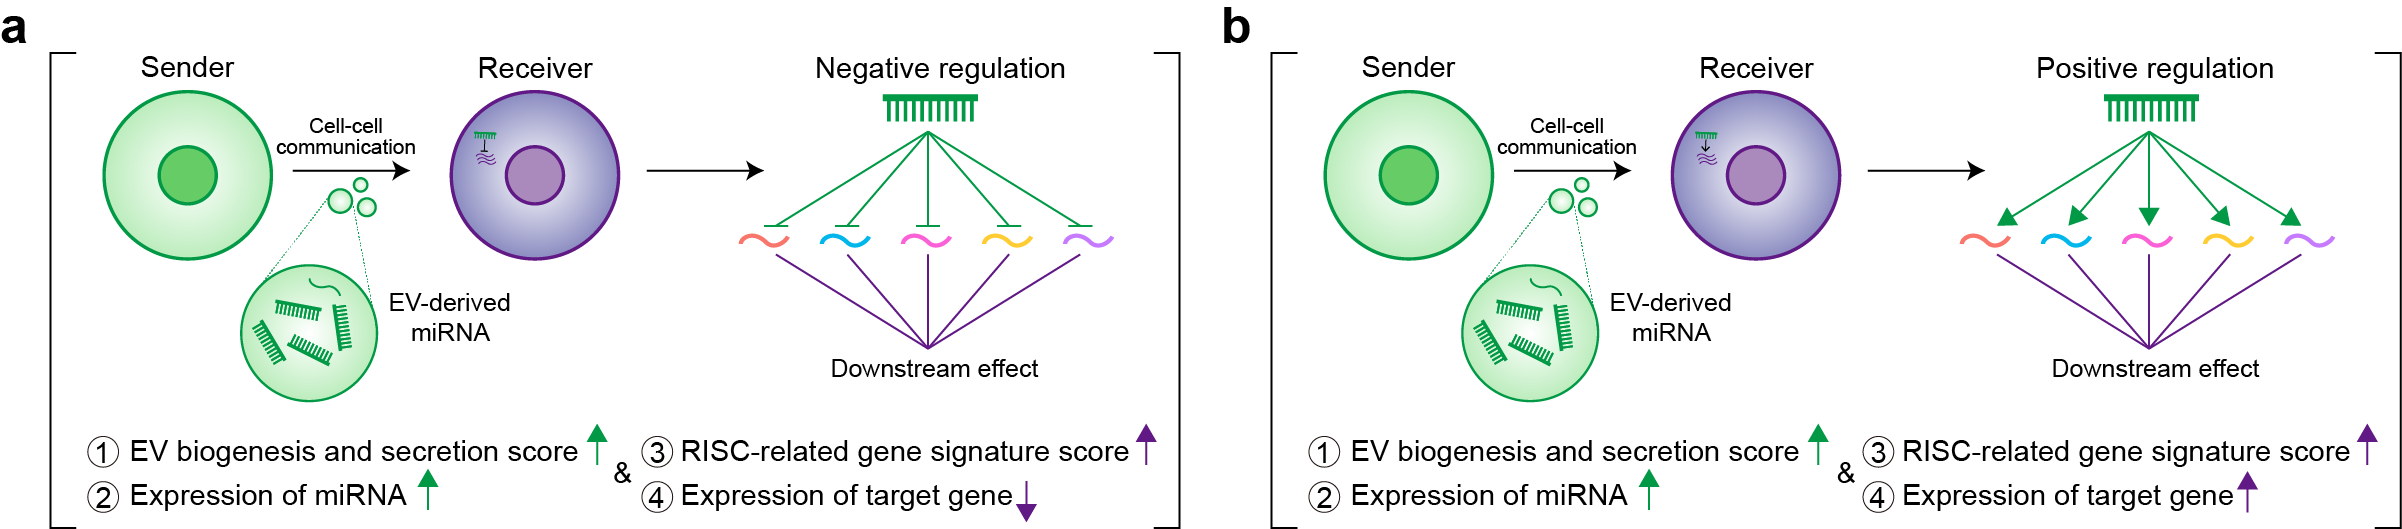 a
Sender
Receiver
Negative regulation
Cell-cell
communication
EV-derived
miRNA
Downstream effect
① EV biogenesis and secretion score
② Expression of miRNA
&
③ RISC-related gene signature score
④ Expression of target gene
b
Sender
Receiver
Positive regulation
Cell-cell
communication
EV-derived
miRNA
Downstream effect
① EV biogenesis and secretion score
② Expression of miRNA
&
③ RISC-related gene signature score
④ Expression of target gene